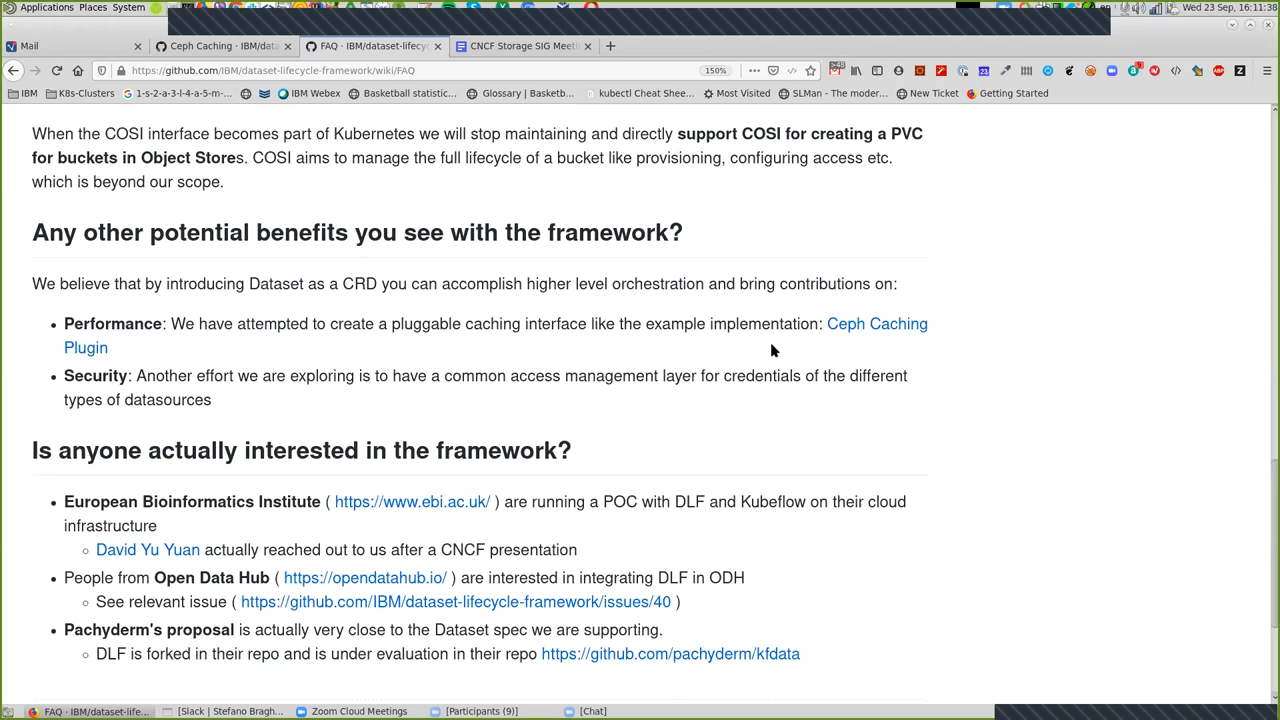 Applications Places System
Wed 23 Sep, 16:11:38
Mail
Ceph Caching · IBM/data
FAQ · IBM/dataset-lifecyc
CNCF Storage SIG Meeti
https://github.com/IBM/dataset-lifecycle-framework/wiki/FAQ
150%
IBM K8s-Clusters 1-s-2-a-3-l-4-a-5-m-... IBM Webex Basketball statistic... Glossary | Basketb... kubectl Cheat Shee... Most Visited SLMan - The moder... New Ticket Getting Started
When the COSI interface becomes part of Kubernetes we will stop maintaining and directly support COSI for creating a PVC
for buckets in Object Stores. COSI aims to manage the full lifecycle of a bucket like provisioning, configuring access etc.
which is beyond our scope.
Any other potential benefits you see with the framework?
We believe that by introducing Dataset as a CRD you can accomplish higher level orchestration and bring contributions on:
• Performance: We have attempted to create a pluggable caching interface like the example implementation: Ceph Caching
Plugin
• Security: Another effort we are exploring is to have a common access management layer for credentials of the different
types of datasources
Is anyone actually interested in the framework?
• European Bioinformatics Institute ( https://www.ebi.ac.uk/ ) are running a POC with DLF and Kubeflow on their cloud
infrastructure
◦ David Yu Yuan actually reached out to us after a CNCF presentation
• People from Open Data Hub ( https://opendatahub.io/ ) are interested in integrating DLF in ODH
◦ See relevant issue ( https://github.com/IBM/dataset-lifecycle-framework/issues/40 )
• Pachyderm's proposal is actually very close to the Dataset spec we are supporting.
◦ DLF is forked in their repo and is under evaluation in their repo https://github.com/pachyderm/kfdata
FAQ · IBM/dataset-life... [Slack | Stefano Bragh... Zoom Cloud Meetings [Participants (9)] [Chat]